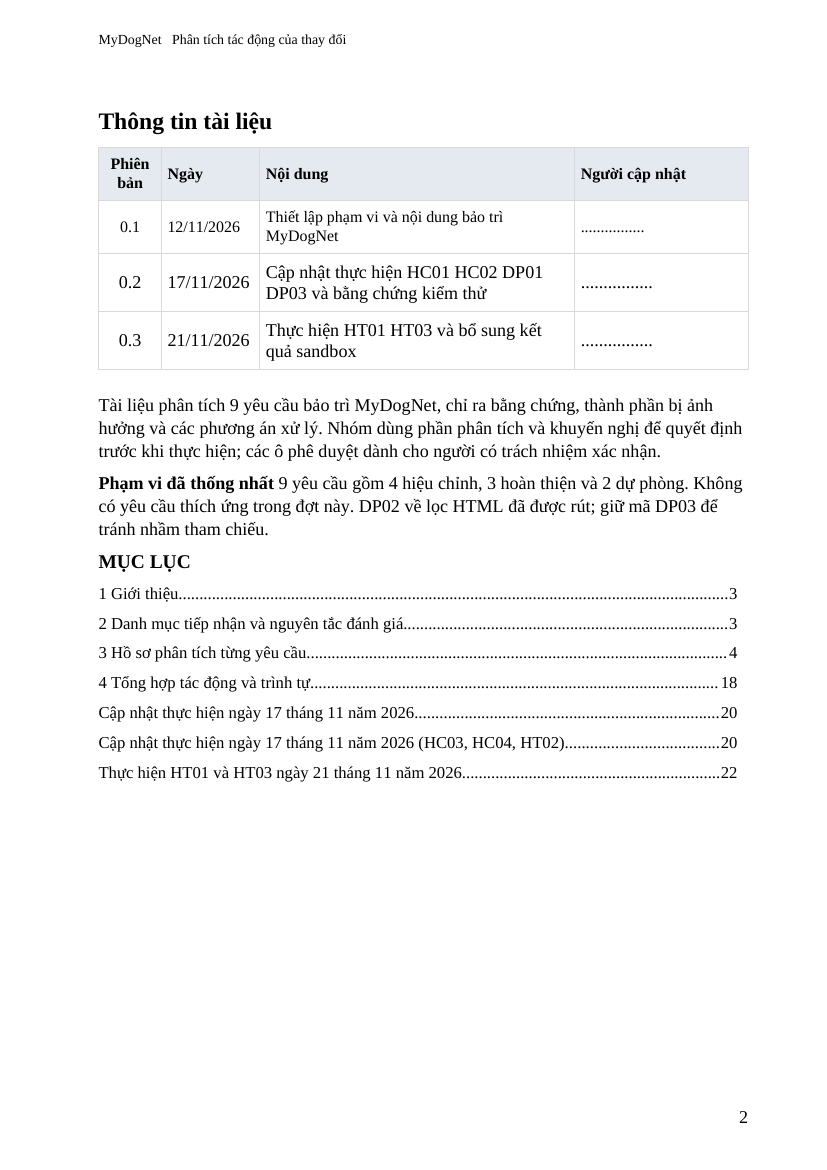 MyDogNet Phân tích tác động của thay đổi
Thông tin tài liệu
Phiên bản Ngày Nội dung Người cập nhật
0.1 12/11/2026 Thiết lập phạm vi và nội dung bảo trì MyDogNet ................
0.2 17/11/2026 Cập nhật thực hiện HC01 HC02 DP01 DP03 và bằng chứng kiểm thử ................
0.3 21/11/2026 Thực hiện HT01 HT03 và bổ sung kết quả sandbox ................
Tài liệu phân tích 9 yêu cầu bảo trì MyDogNet, chỉ ra bằng chứng, thành phần bị ảnh
hưởng và các phương án xử lý. Nhóm dùng phần phân tích và khuyến nghị để quyết định
trước khi thực hiện; các ô phê duyệt dành cho người có trách nhiệm xác nhận.
Phạm vi đã thống nhất 9 yêu cầu gồm 4 hiệu chỉnh, 3 hoàn thiện và 2 dự phòng. Không
có yêu cầu thích ứng trong đợt này. DP02 về lọc HTML đã được rút; giữ mã DP03 để
tránh nhầm tham chiếu.
MỤC LỤC
1 Giới thiệu....................3
2 Danh mục tiếp nhận và nguyên tắc đánh giá....................3
3 Hồ sơ phân tích từng yêu cầu....................4
4 Tổng hợp tác động và trình tự....................18
Cập nhật thực hiện ngày 17 tháng 11 năm 2026....................20
Cập nhật thực hiện ngày 17 tháng 11 năm 2026 (HC03, HC04, HT02)....................20
Thực hiện HT01 và HT03 ngày 21 tháng 11 năm 2026....................22
2